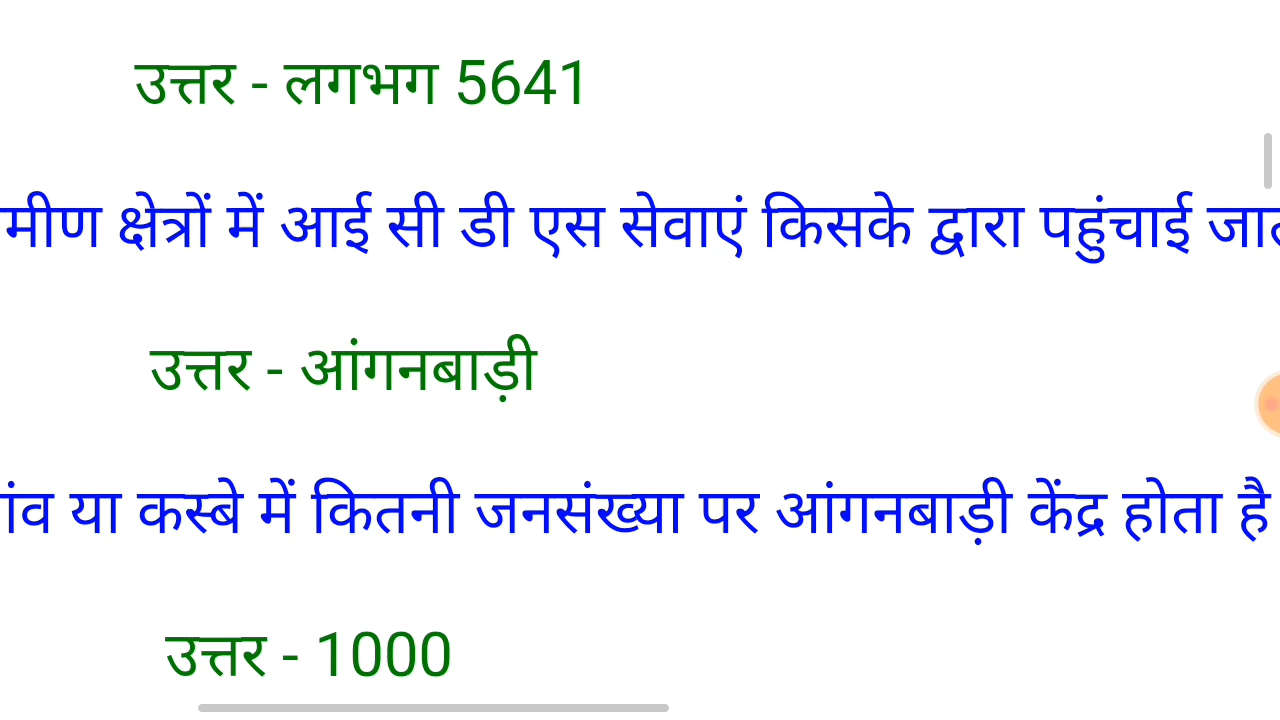 उत्तर - लगभग 5641
मीण क्षेत्रों में आई सी डी एस सेवाएं किसके द्वारा पहुंचाई
उत्तर - आंगनबाड़ी
या कस्बे में कितनी जनसंख्या पर आंगनबाड़ी केंद्र होता है
उत्तर - 1000